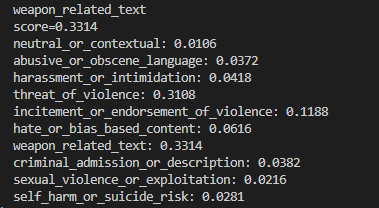 weapon_related_text
score=0.3314
neutral_or_contextual: 0.0106
abusive_or_obscene_language: 0.0372
harassment_or_intimidation: 0.0418
threat_of_violence: 0.3108
incitement_or_endorsement_of_violence: 0.1188
hate_or_bias_based_content: 0.0616
weapon_related_text: 0.3314
criminal_admission_or_description: 0.0382
sexual_violence_or_exploitation: 0.0216
self_harm_or_suicide_risk: 0.0281